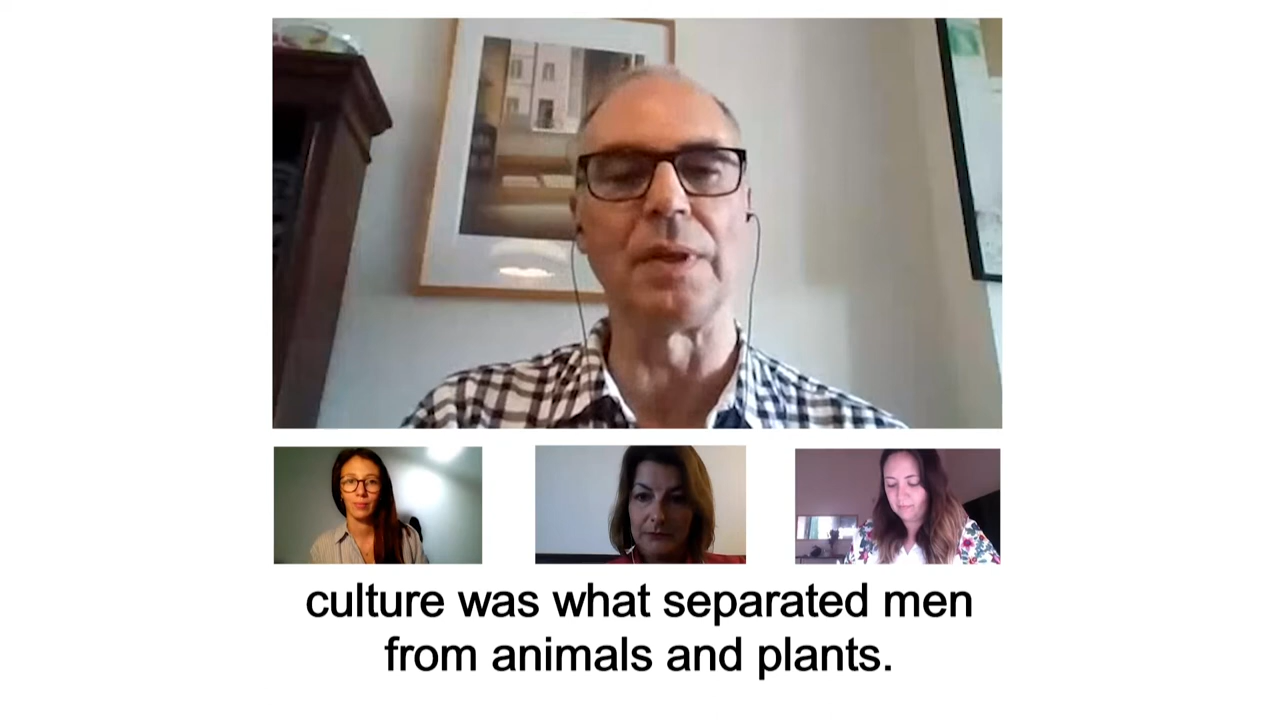 culture was what separated men
from animals and plants.